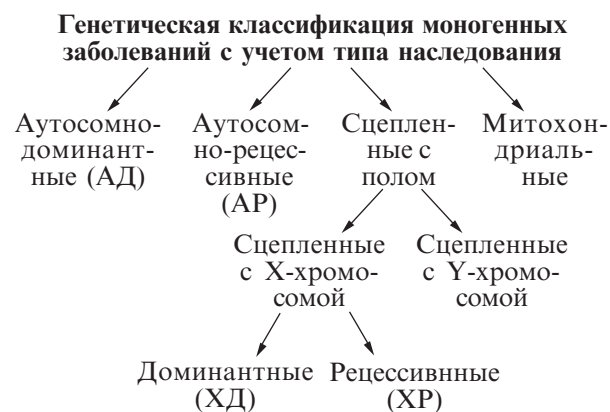 Генетическая классификация моногенных
заболеваний с учетом типа наследования
Аутосомно-
доминант-
ные (АД)
Аутосом-
но-рецес-
сивные
(АР)
Сцеплен-
ные с
полом
Митохон-
дриаль-
ные
Сцепленные
с X-хромо-
сомой
Сцепленные
с Y-хромо-
сомой
Доминантные
(ХД)
Рецессивнные
(ХР)